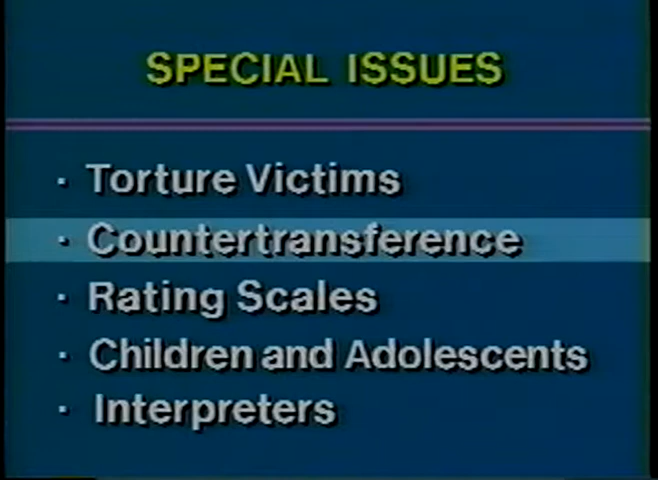 SPECIAL ISSUES
· Torture Victims
· Countertransference
· Rating Scales
· Children and Adolescents
· Interpreters